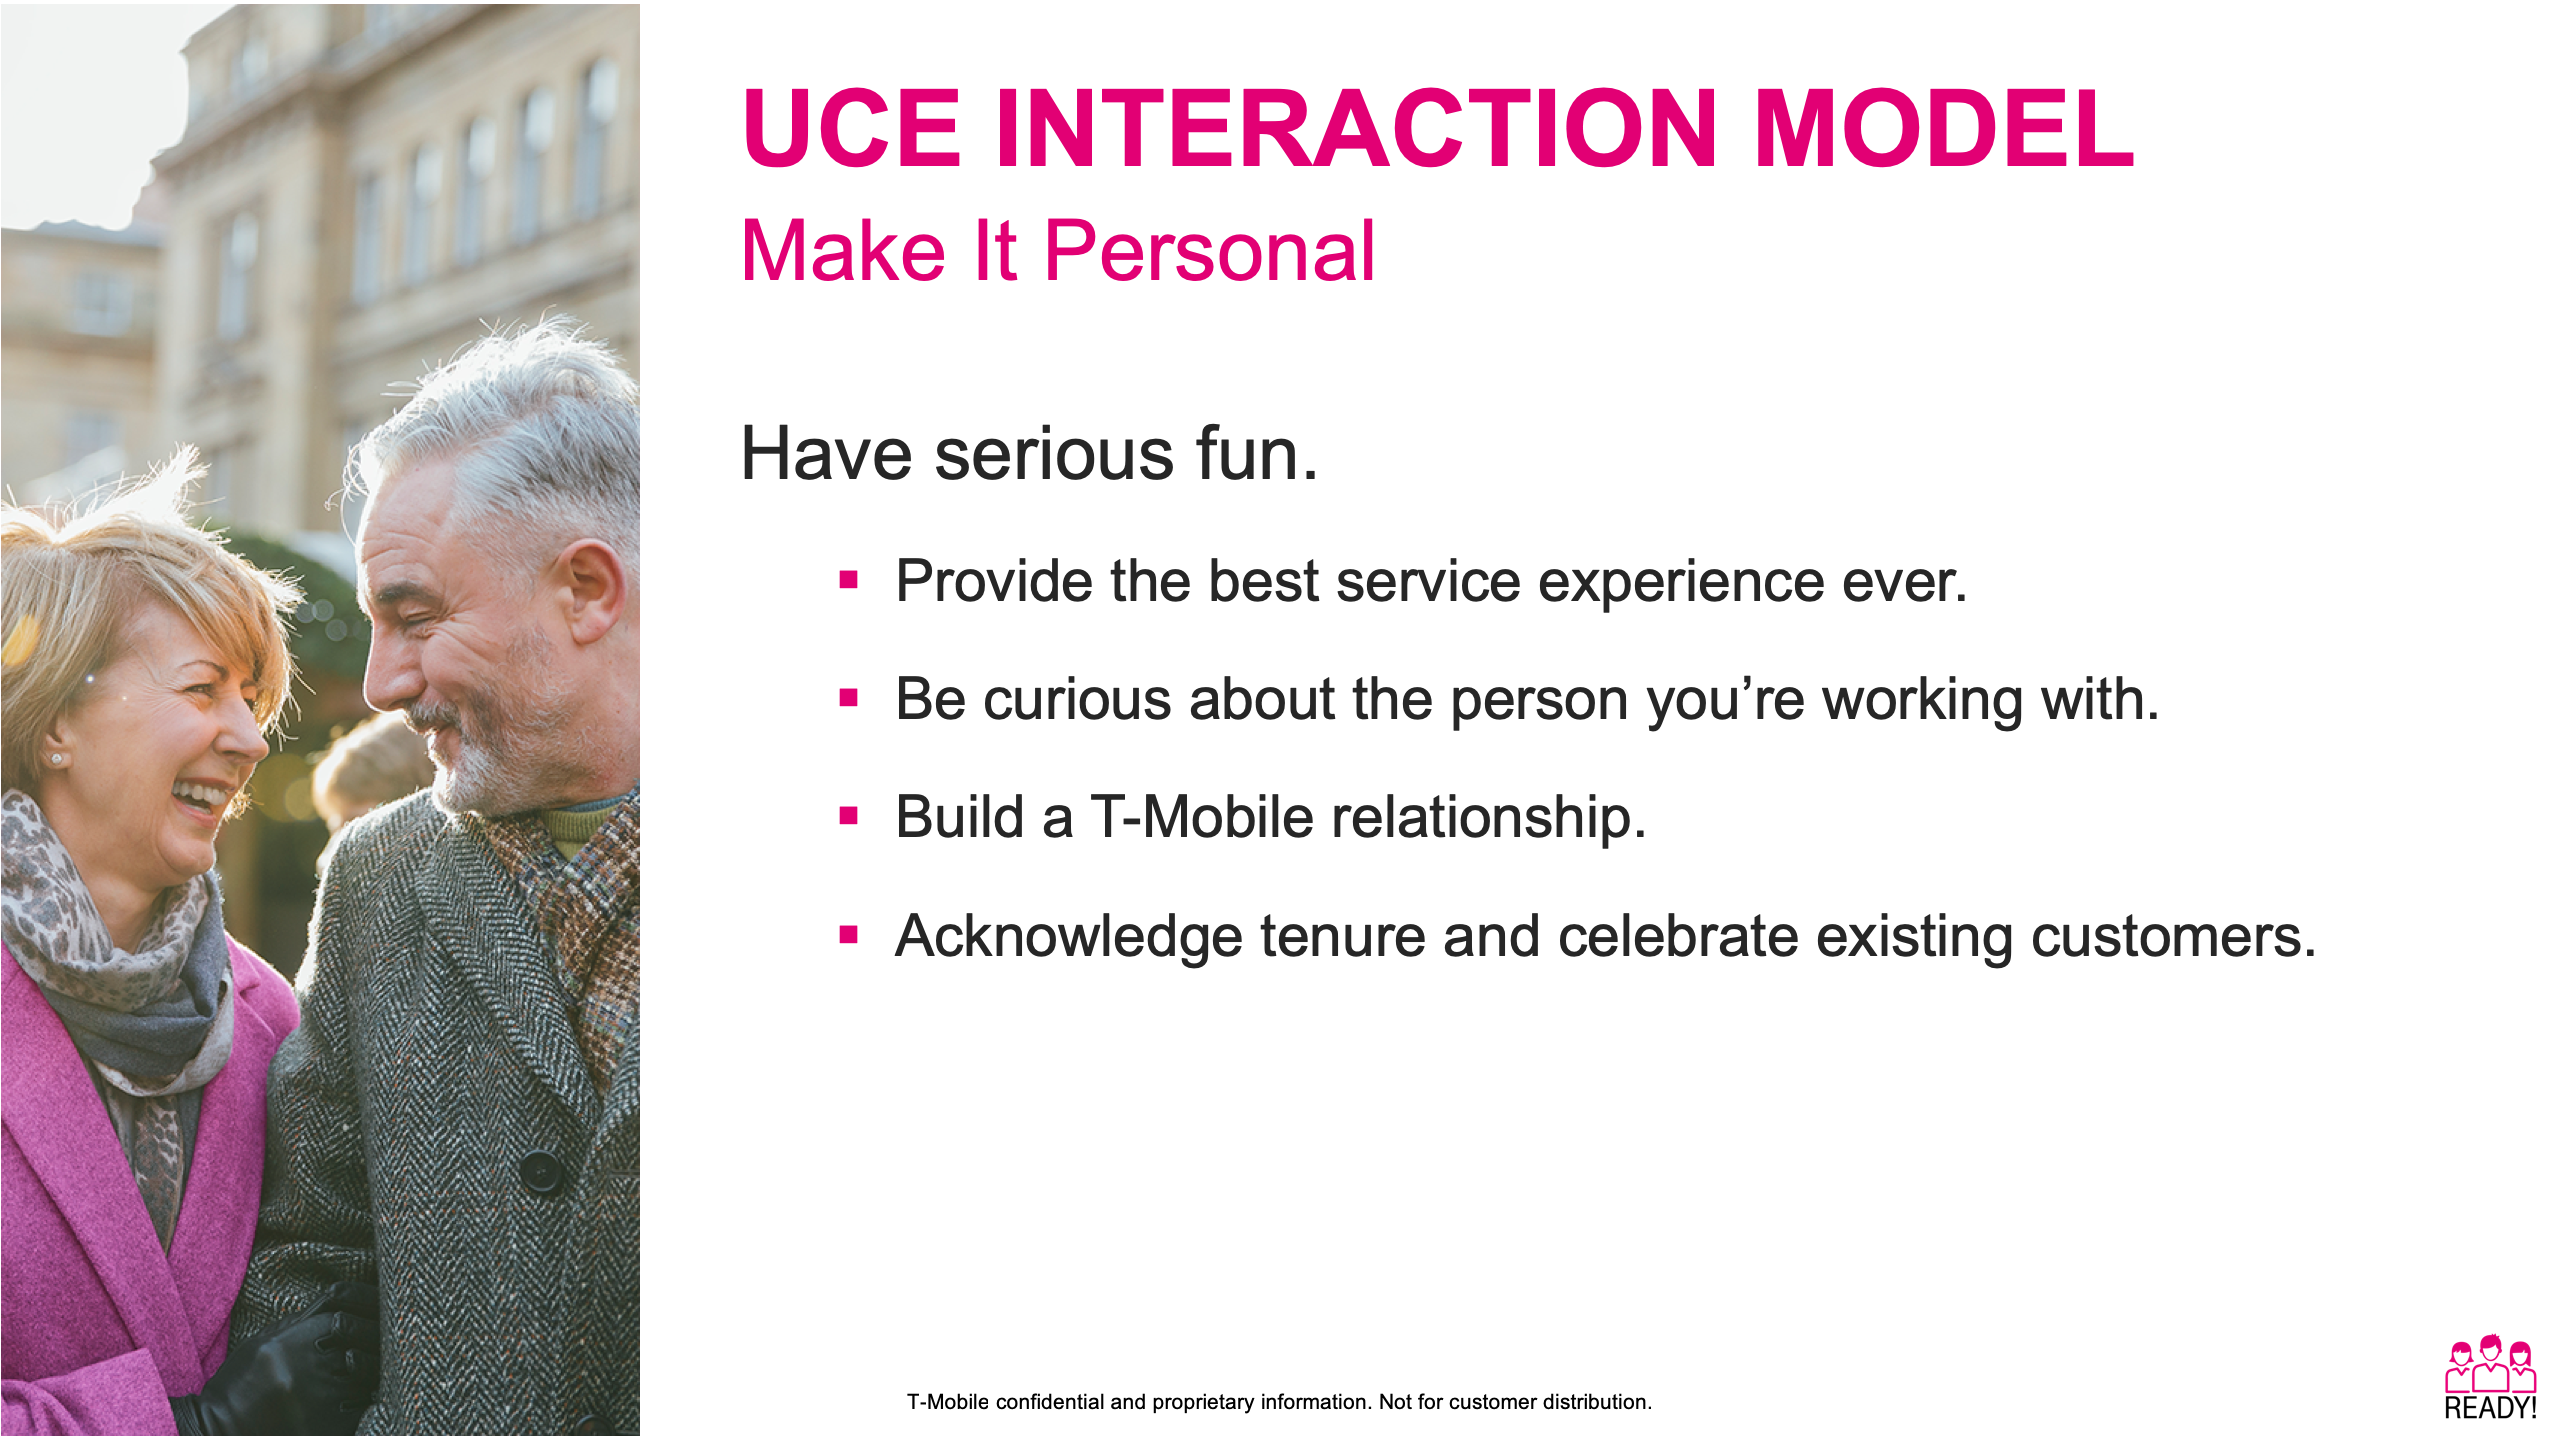 UCE INTERACTION MODEL
Make It Personal
Have serious fun.
▪ Provide the best service experience ever.
▪ Be curious about the person you’re working with.
▪ Build a T-Mobile relationship.
▪ Acknowledge tenure and celebrate existing customers.
T-Mobile confidential and proprietary information. Not for customer distribution.
READY!